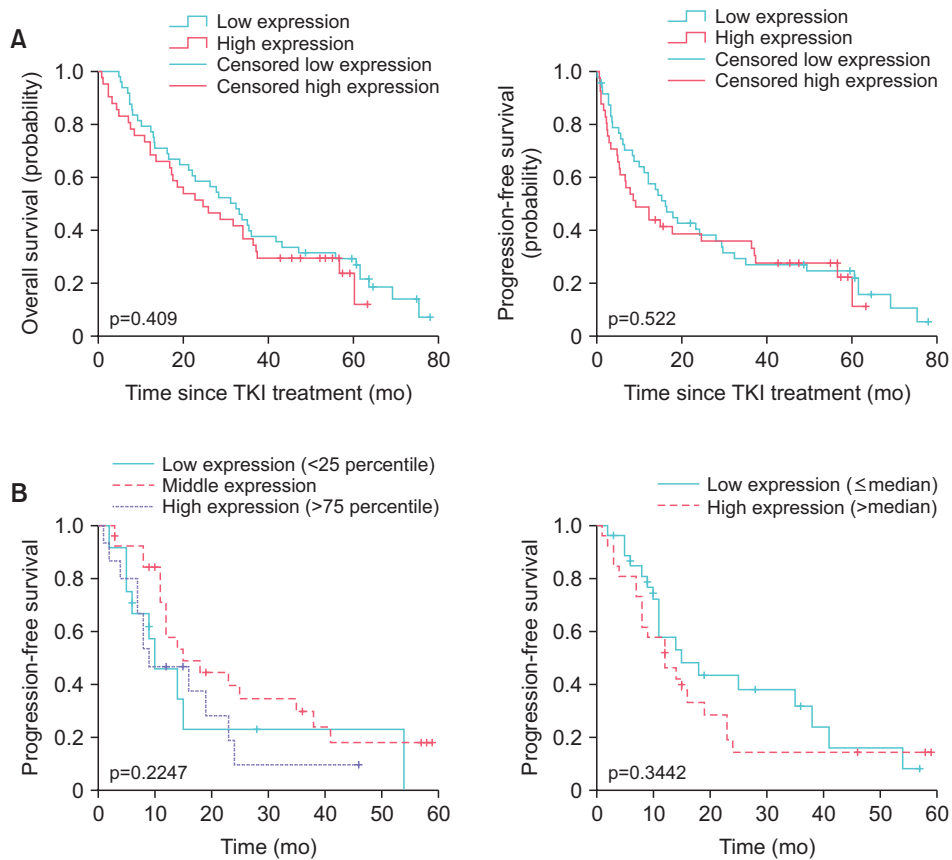 A
Low expression
High expression
Censored low expression
Censored high expression
Overall survival (probability)
1.0
0.8
0.6
0.4
0.2
0
p=0.409
0 20 40 60 80
Time since TKI treatment (mo)
Low expression
High expression
Censored low expression
Censored high expression
Progression-free survival
(probability)
1.0
0.8
0.6
0.4
0.2
0
p=0.522
0 20 40 60 80
Time since TKI treatment (mo)
B
Low expression (<25 percentile)
Middle expression
High expression (>75 percentile)
Progression-free survival
1.0
0.8
0.6
0.4
0.2
0
p=0.2247
0 10 20 30 40 50 60
Time (mo)
Low expression (≤median)
High expression (>median)
Progression-free survival
1.0
0.8
0.6
0.4
0.2
0
p=0.3442
0 10 20 30 40 50 60
Time (mo)